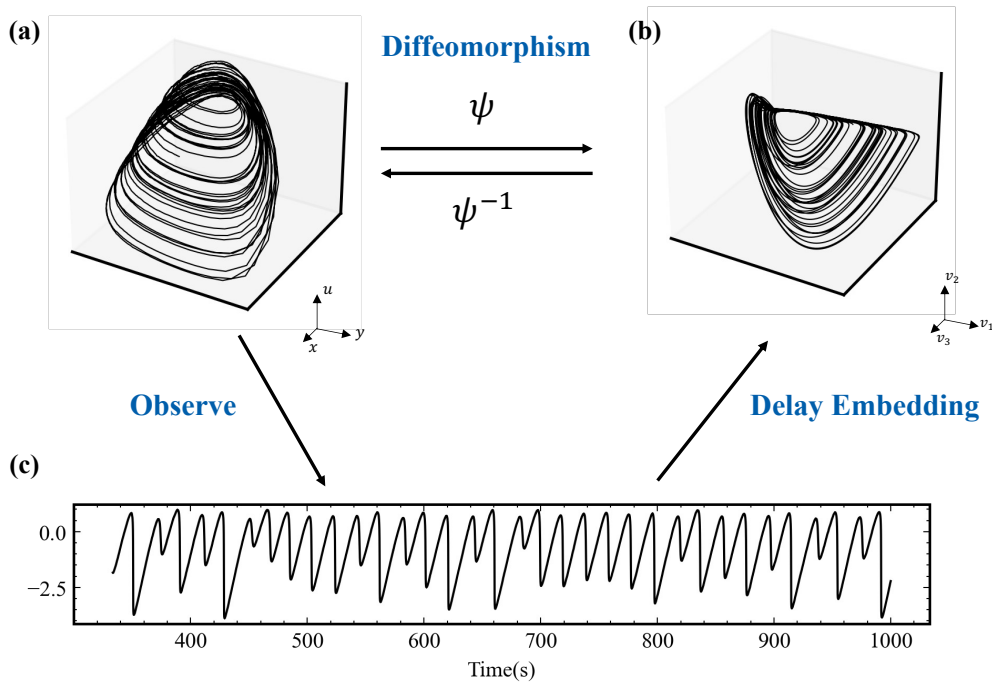 (a)
Diffeomorphism
(b)
ψ
ψ⁻¹
u
y
x
v₂
v₁
v₃
Observe
Delay Embedding
(c)
0.0
−2.5
400 500 600 700 800 900 1000
Time(s)